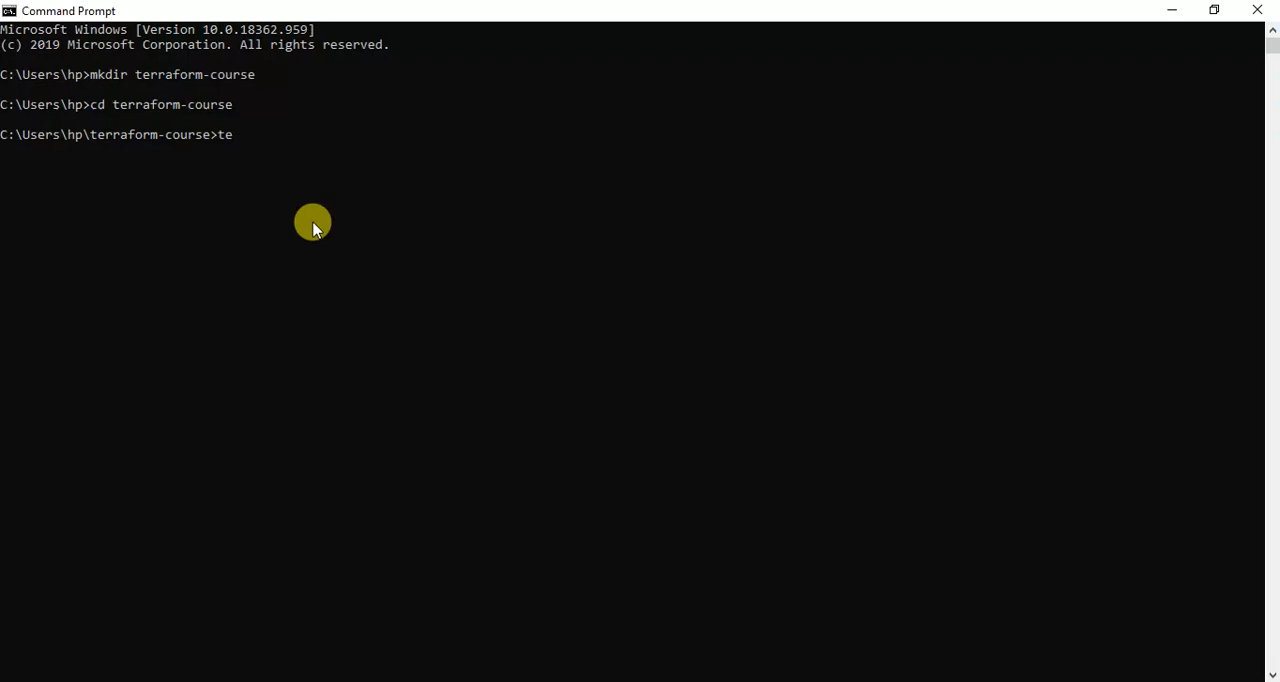 Command Prompt
Microsoft Windows [Version 10.0.18362.959]
(c) 2019 Microsoft Corporation. All rights reserved.
C:\Users\hp>mkdir terraform-course
C:\Users\hp>cd terraform-course
C:\Users\hp\terraform-course>te